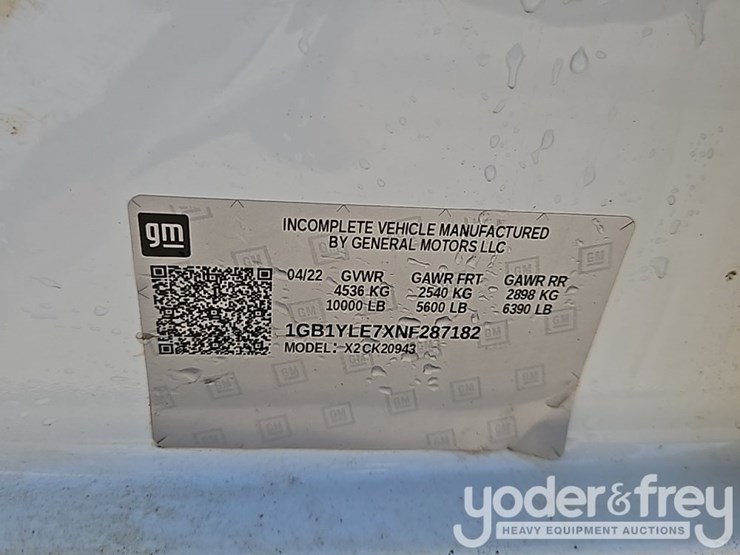 gm
INCOMPLETE VEHICLE MANUFACTURED
BY GENERAL MOTORS LLC
04/22 GVWR GAWR FRT GAWR RR
4536 KG 2540 KG 2898 KG
10000 LB 5600 LB 6390 LB
1GB1YLE7XNF287182
MODEL: X2CK20943
yoder&frey
HEAVY EQUIPMENT AUCTIONS